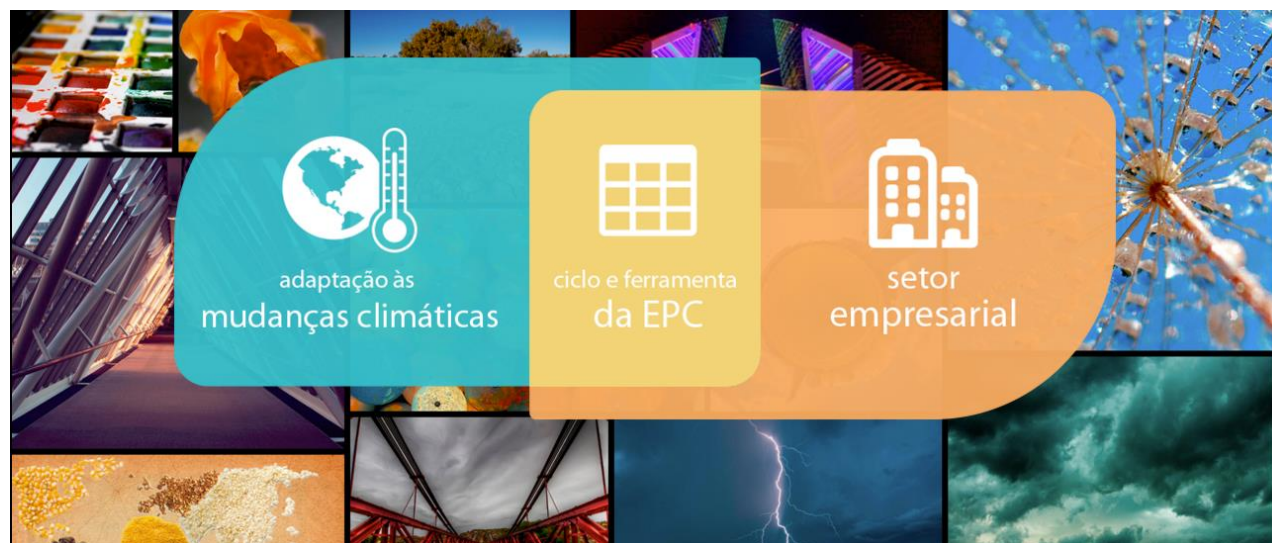 adaptação às
mudanças climáticas
ciclo e ferramenta
da EPC
setor
empresarial